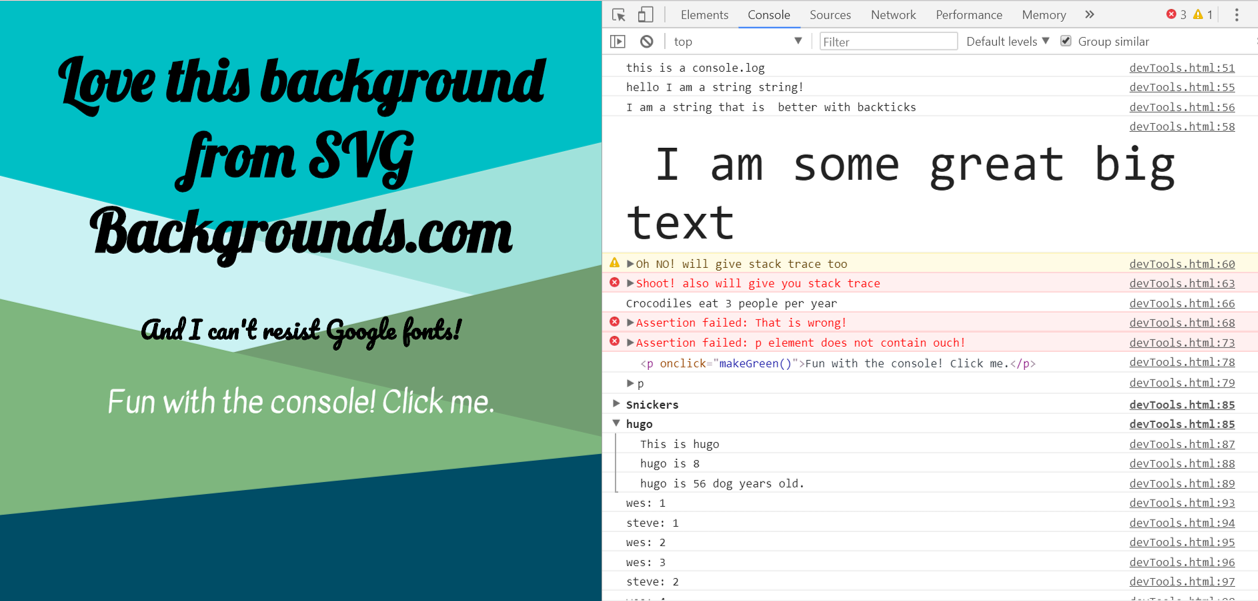 Love this background
from SVG
Backgrounds.com
And I can't resist Google fonts!
Fun with the console! Click me.
Elements Console Sources Network Performance Memory » 3 1
top Filter Default levels Group similar
this is a console.log devTools.html:51
hello I am a string string! devTools.html:55
I am a string that is  better with backticks devTools.html:56
devTools.html:58
I am some great big
text
Oh NO! will give stack trace too devTools.html:60
Shoot! also will give you stack trace devTools.html:63
Crocodiles eat 3 people per year devTools.html:66
Assertion failed: That is wrong! devTools.html:68
Assertion failed: p element does not contain ouch! devTools.html:73
<p onclick="makeGreen()">Fun with the console! Click me.</p> devTools.html:78
p devTools.html:79
Snickers devTools.html:85
hugo devTools.html:85
This is hugo devTools.html:87
hugo is 8 devTools.html:88
hugo is 56 dog years old. devTools.html:89
wes: 1 devTools.html:93
steve: 1 devTools.html:94
wes: 2 devTools.html:95
wes: 3 devTools.html:96
steve: 2 devTools.html:97